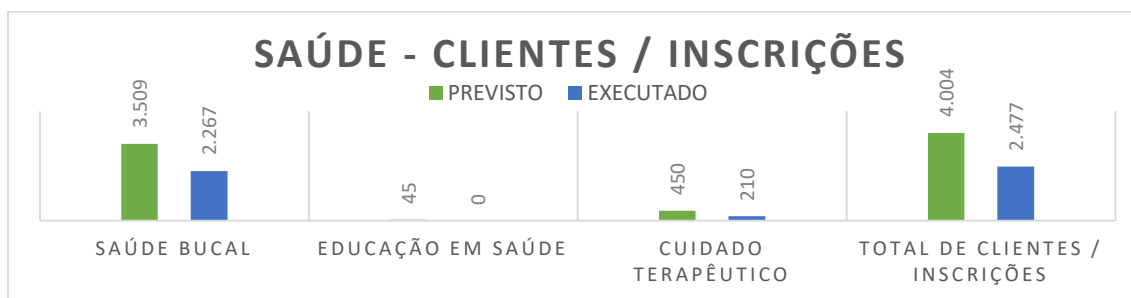 SAÚDE - CLIENTES / INSCRIÇÕES
PREVISTO EXECUTADO
3.509
2.267
45
0
450
210
4.004
2.477
SAÚDE BUCAL
EDUCAÇÃO EM SAÚDE
CUIDADO
TERAPÊUTICO
TOTAL DE CLIENTES /
INSCRIÇÕES